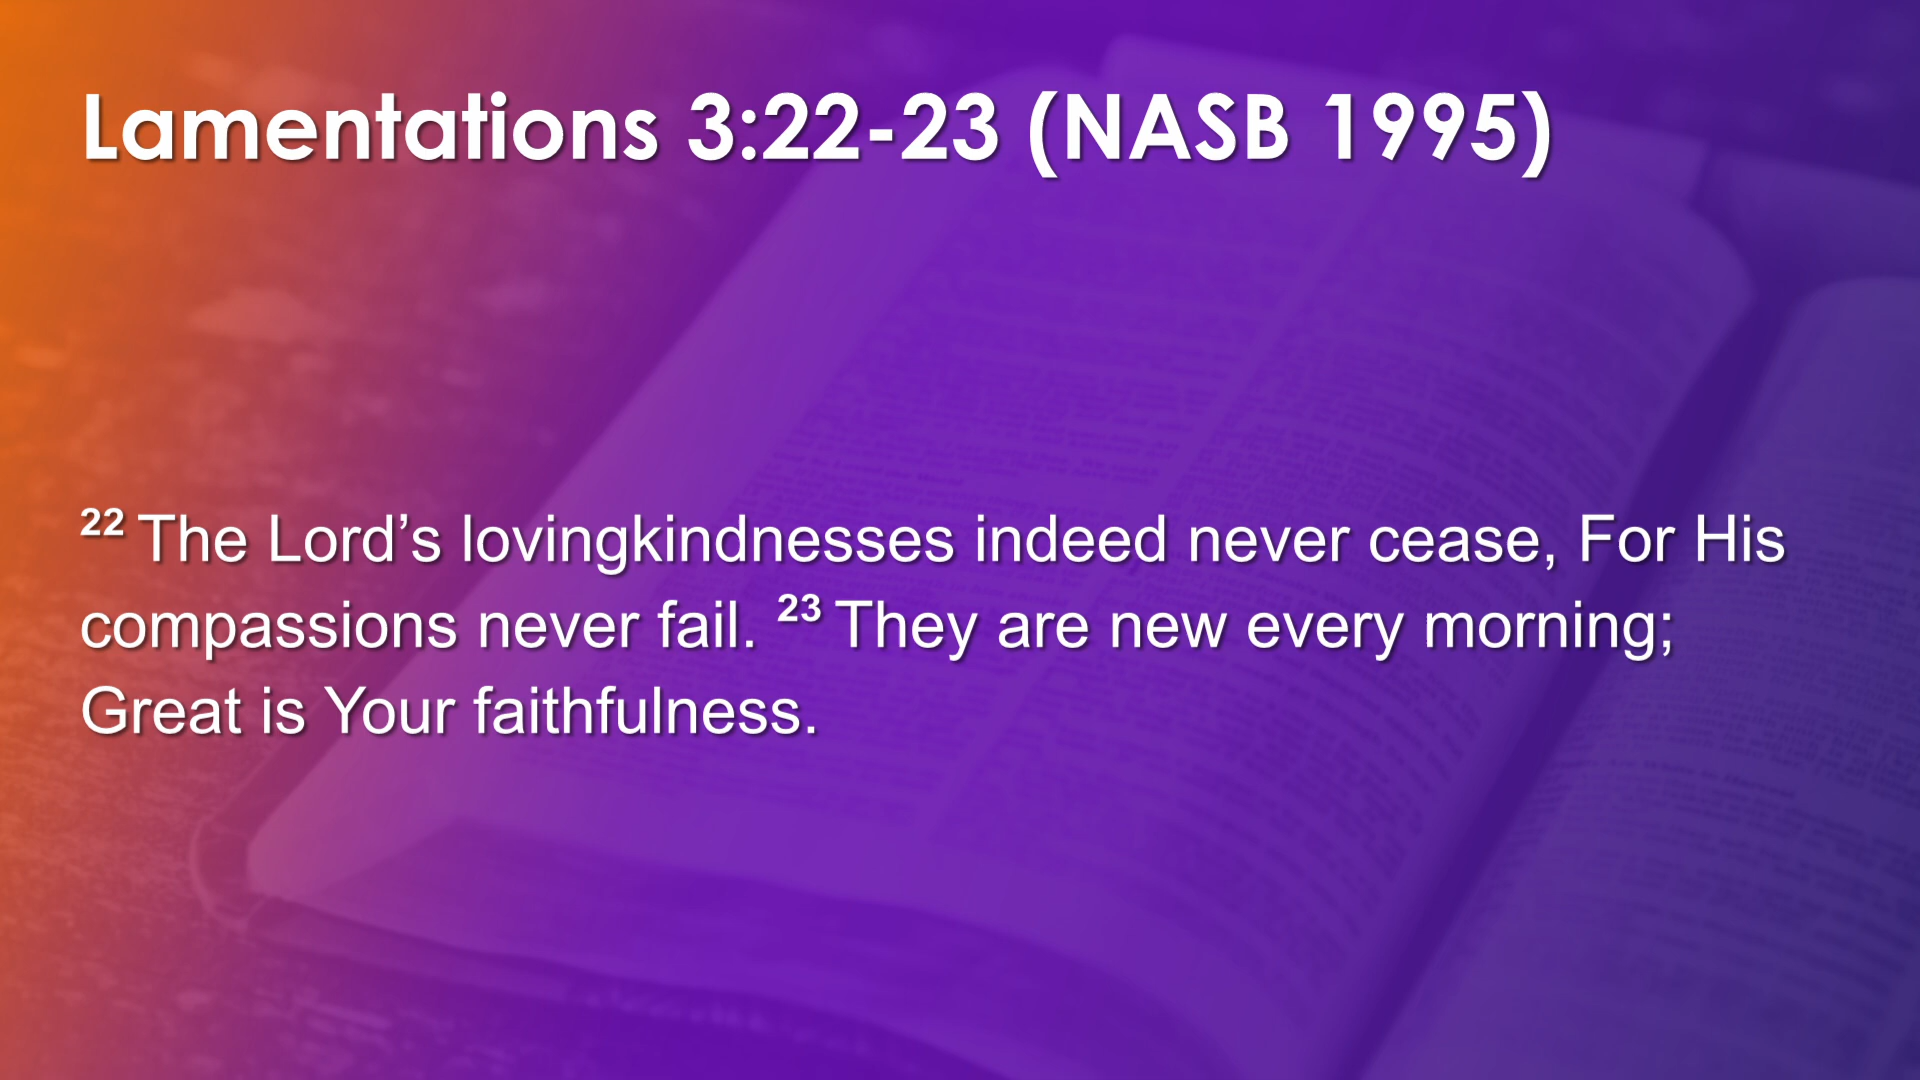 Lamentations 3:22-23 (NASB 1995)
22 The Lord’s lovingkindnesses indeed never cease, For His
compassions never fail. 23 They are new every morning;
Great is Your faithfulness.